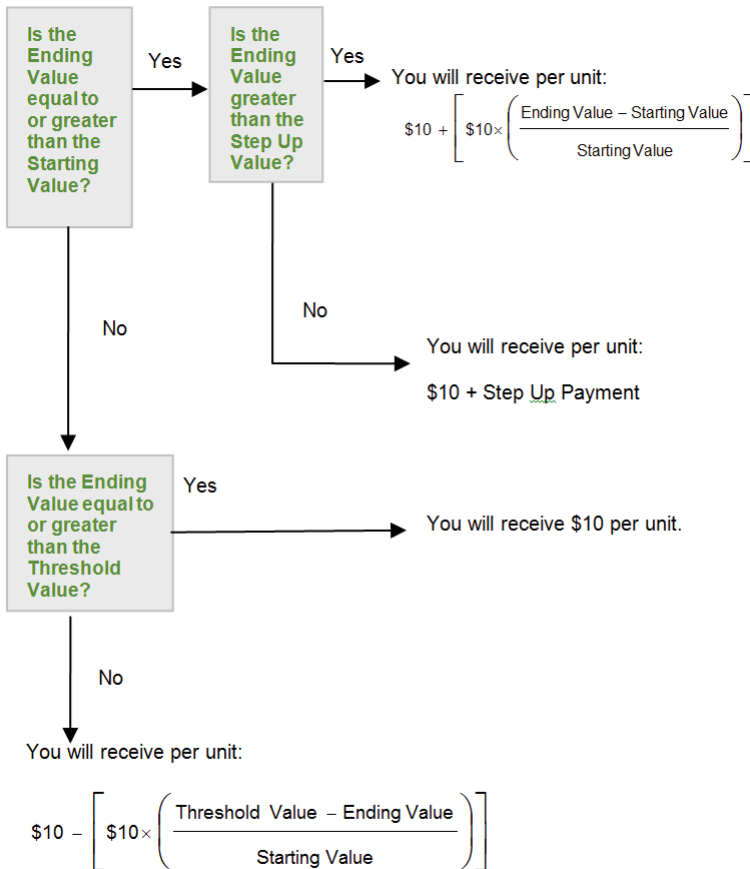 Is the
Ending
Value
equal to
or greater
than the
Starting
Value?
Yes
Is the
Ending
Value
greater
than the
Step Up
Value?
Yes
You will receive per unit:
$10 + [ $10× ( Ending Value – Starting Value
Starting Value ) ]
No
No
You will receive per unit:
$10 + Step Up Payment
Is the Ending
Value equal to
or greater
than the
Threshold
Value?
Yes
You will receive $10 per unit.
No
You will receive per unit:
$10 – [ $10× ( Threshold Value – Ending Value
Starting Value ) ]